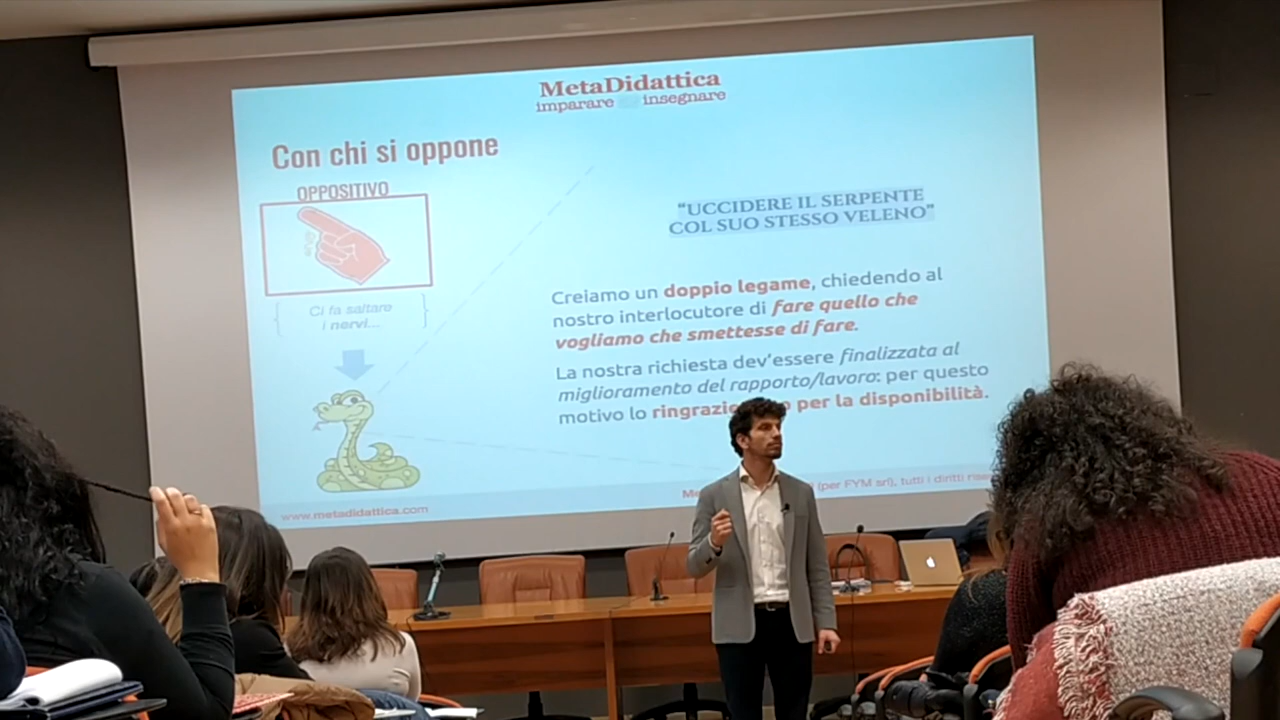 MetaDidattica
imparare insegnare
Con chi si oppone
OPPOSITIVO
"UCCIDERE IL SERPENTE
COL SUO STESSO VELENO"
Ci fa saltare
i nervi...
Creiamo un doppio legame, chiedendo al
nostro interlocutore di fare quello che
vogliamo che smettesse di fare.
La nostra richiesta dev'essere finalizzata al
miglioramento del rapporto/lavoro: per questo
motivo lo per la disponibilità.
www.metadidattica.com
(per FYM srl), tutti i diritti